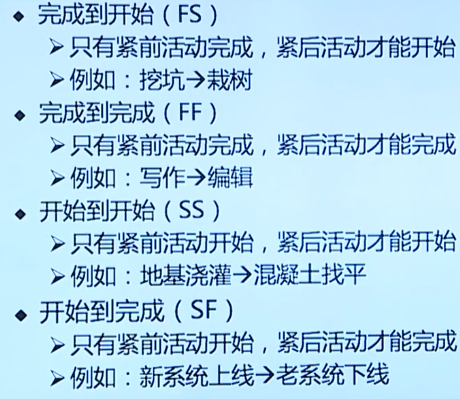 ◆ 完成到开始（FS）
➢只有紧前活动完成，紧后活动才能开始
➢例如：挖坑→栽树
◆ 完成到完成（FF）
➢只有紧前活动完成，紧后活动才能完成
➢例如：写作→编辑
◆ 开始到开始（SS）
➢只有紧前活动开始，紧后活动才能开始
➢例如：地基浇灌→混凝土找平
◆ 开始到完成（SF）
➢只有紧前活动开始，紧后活动才能完成
➢例如：新系统上线→老系统下线